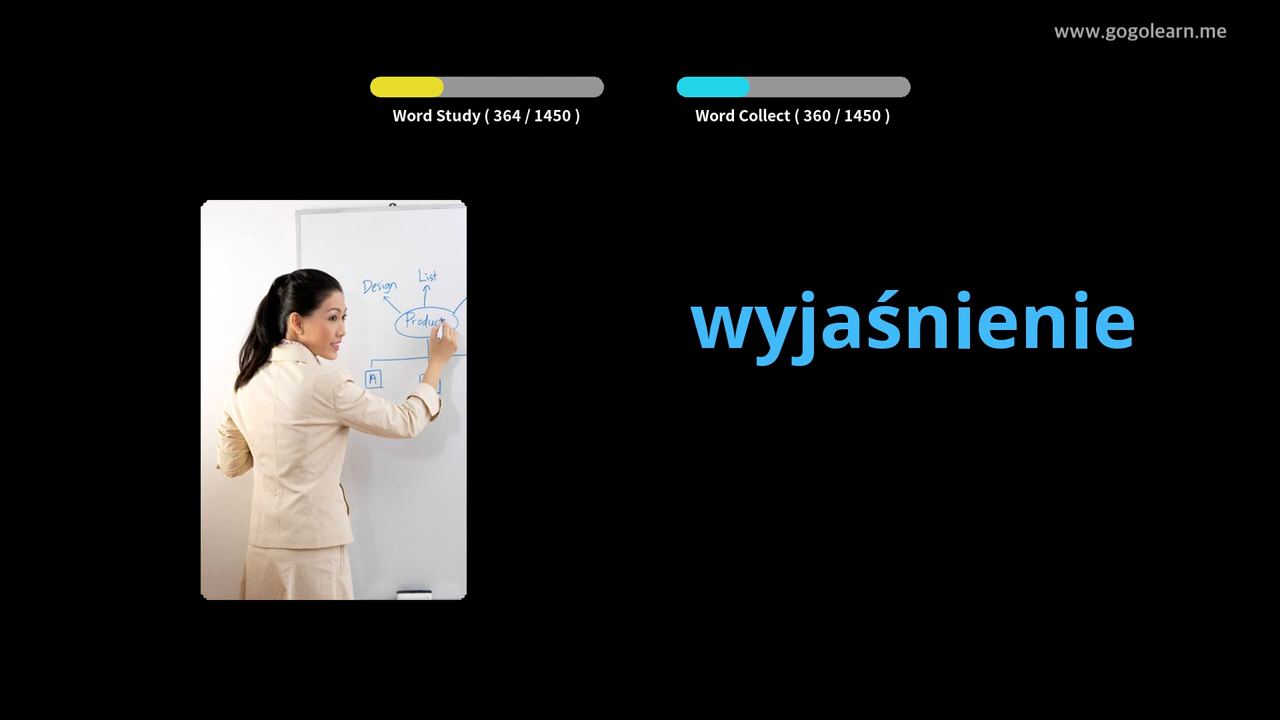 www.gogolearn.me
Word Study ( 364 / 1450 )
Word Collect ( 360 / 1450 )
wyjaśnienie
List
Design
Product
A